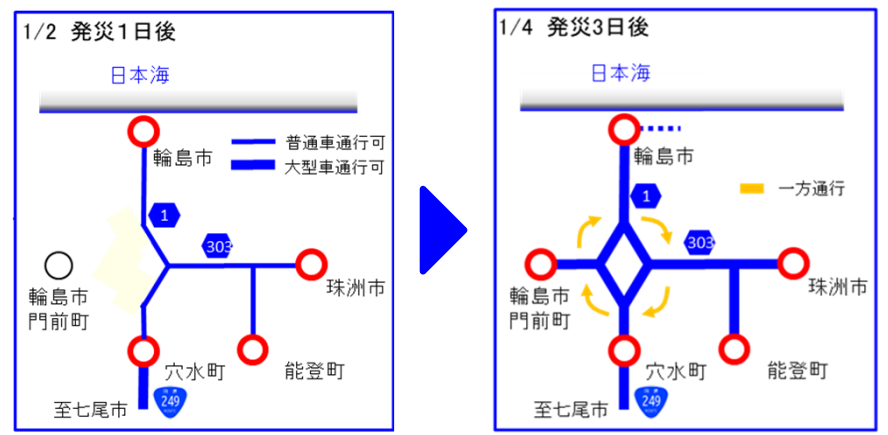 1/2 発災1日後
日本海
輪島市
普通車通行可
大型車通行可
1
303
輪島市
門前町
珠洲市
穴水町
能登町
249
至七尾市
1/4 発災3日後
日本海
輪島市
一方通行
1
303
輪島市
門前町
珠洲市
穴水町
能登町
249
至七尾市